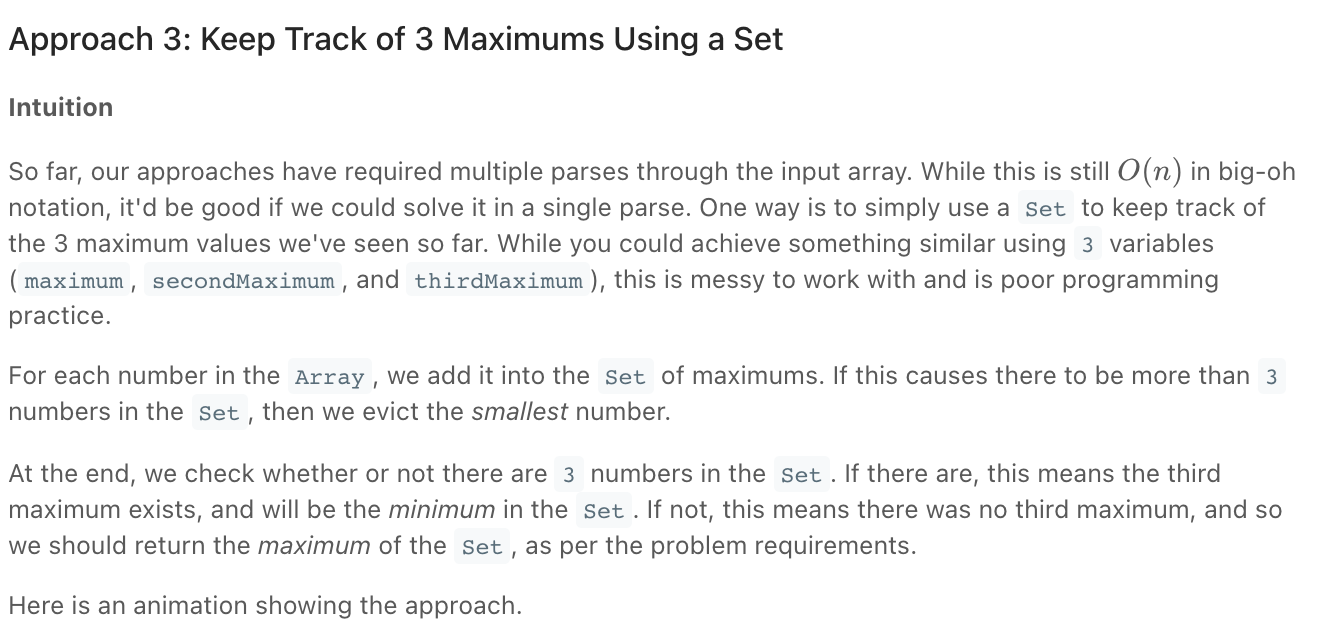 Approach 3: Keep Track of 3 Maximums Using a Set
Intuition
So far, our approaches have required multiple parses through the input array. While this is still O(n) in big-oh
notation, it'd be good if we could solve it in a single parse. One way is to simply use a Set to keep track of
the 3 maximum values we've seen so far. While you could achieve something similar using 3 variables
(maximum, secondMaximum, and thirdMaximum), this is messy to work with and is poor programming
practice.
For each number in the Array, we add it into the Set of maximums. If this causes there to be more than 3
numbers in the Set, then we evict the smallest number.
At the end, we check whether or not there are 3 numbers in the Set. If there are, this means the third
maximum exists, and will be the minimum in the Set. If not, this means there was no third maximum, and so
we should return the maximum of the Set, as per the problem requirements.
Here is an animation showing the approach.